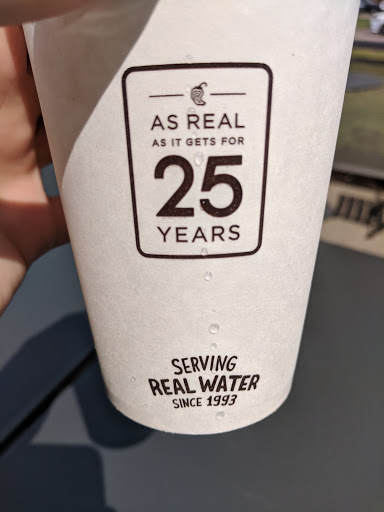 AS REAL
AS IT GETS FOR
25
YEARS
SERVING
REAL WATER
SINCE 1993